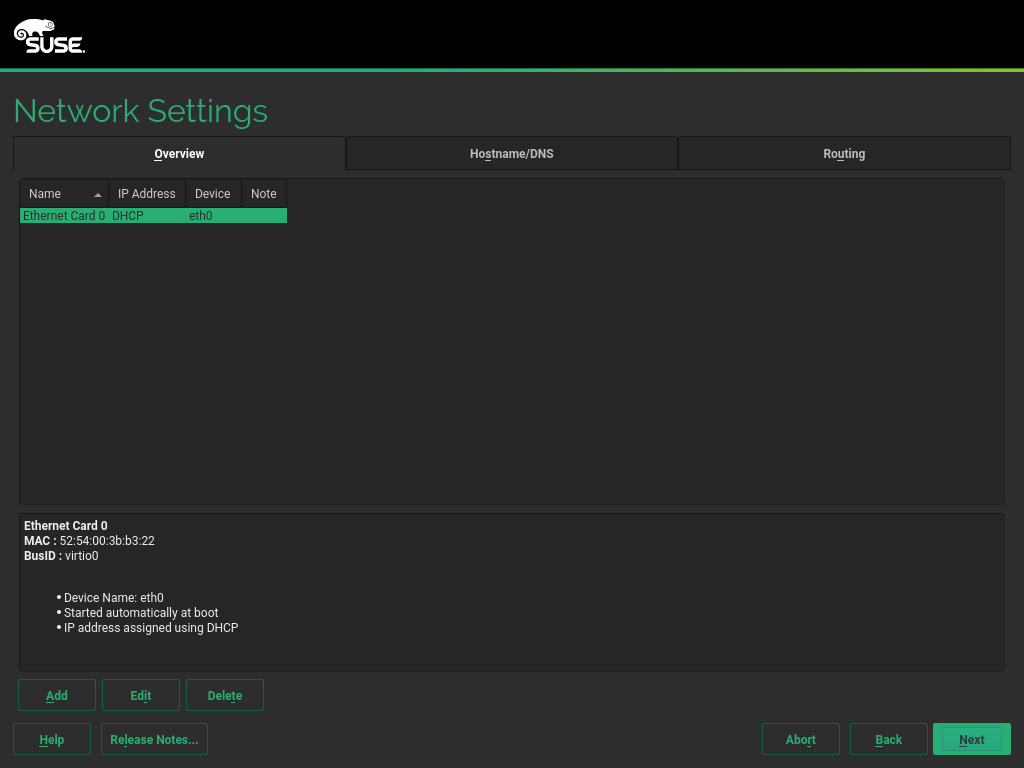 SUSE.
Network Settings
Overview Hostname/DNS Routing
Name IP Address Device Note
Ethernet Card 0 DHCP eth0
Ethernet Card 0
MAC : 52:54:00:3b:b3:22
BusID : virtio0
• Device Name: eth0
• Started automatically at boot
• IP address assigned using DHCP
Add Edit Delete
Help Release Notes... Abort Back Next